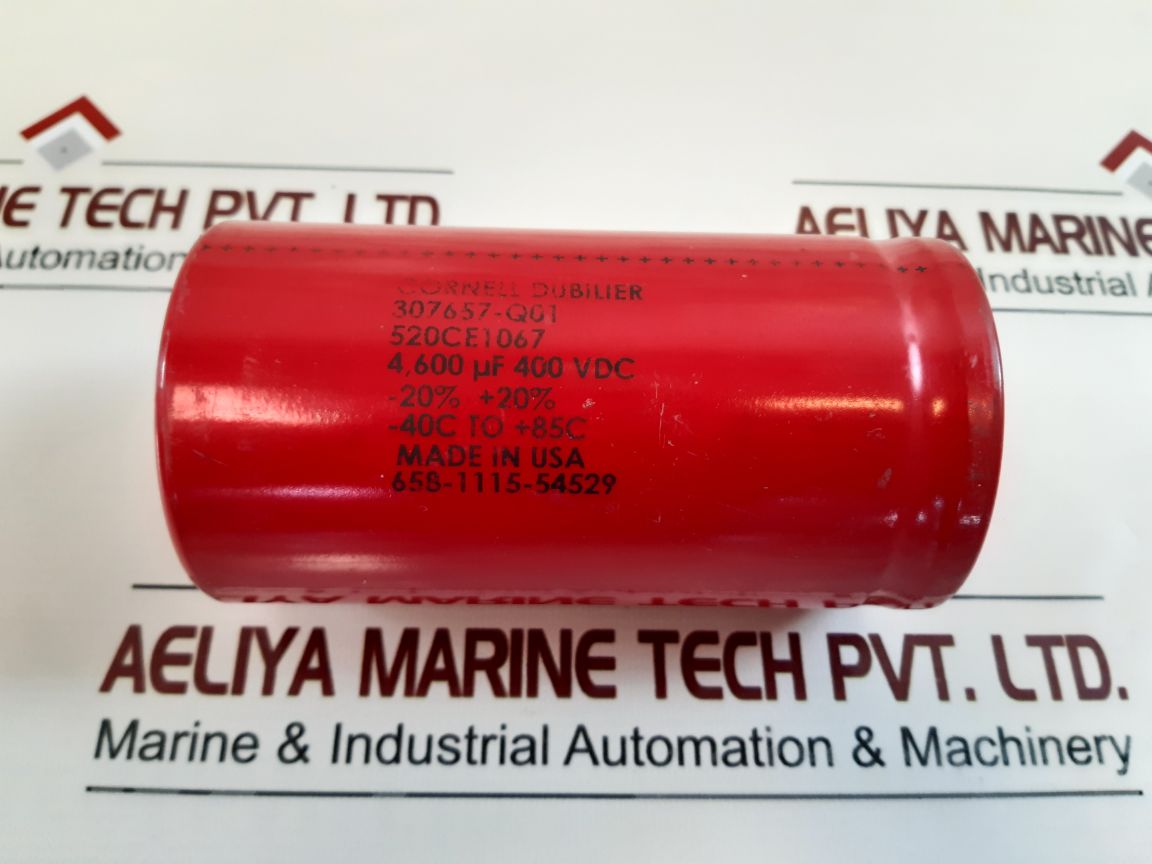 E TECH PVT. LTD.
Automation
AELIYA MARINE
Industrial
++++++++++++++++++++++++++++++++++++
CORNELL DUBILIER
307657-Q01
520CE1067
4,600 µF 400 VDC
-20% +20%
-40C TO +85C
MADE IN USA
658-1115-54529
AELIYA MARINE TECH PVT. LTD.
Marine & Industrial Automation & Machinery